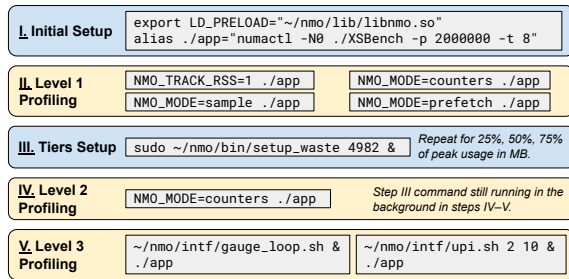 I. Initial Setup
export LD_PRELOAD="~/nmo/lib/libnmo.so"
alias ./app="numactl -N0 ./XSBench -p 2000000 -t 8"
II. Level 1
Profiling
NMO_TRACK_RSS=1 ./app
NMO_MODE=counters ./app
NMO_MODE=sample ./app
NMO_MODE=prefetch ./app
III. Tiers Setup
sudo ~/nmo/bin/setup_waste 4982 &
Repeat for 25%, 50%, 75%
of peak usage in MB.
IV. Level 2
Profiling
NMO_MODE=counters ./app
Step III command still running in the
background in steps IV–V.
V. Level 3
Profiling
~/nmo/intf/gauge_loop.sh &
./app
~/nmo/intf/upi.sh 2 10 &
./app